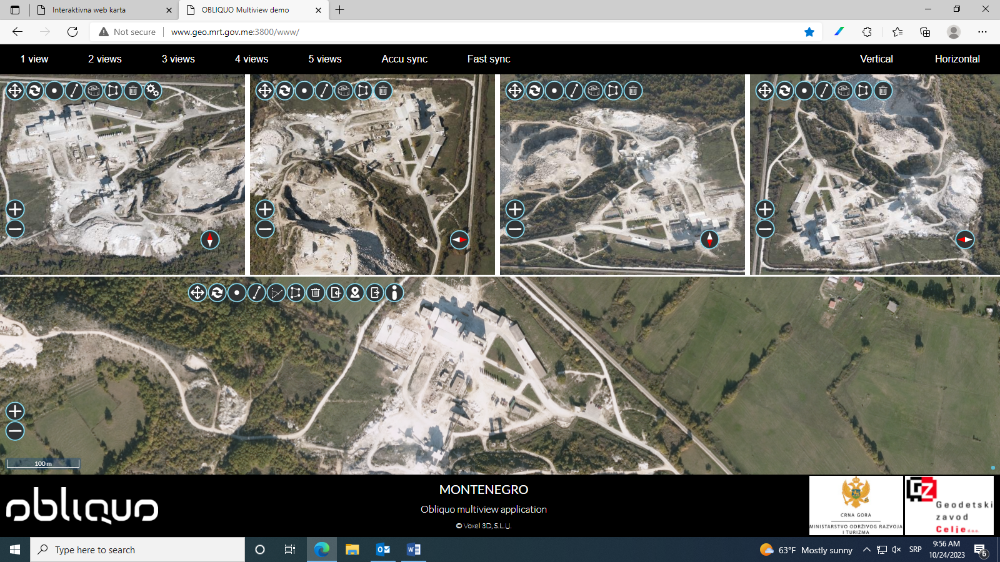 Interaktivna web karta
OBLIQUO Multiview demo
Not secure
www.geo.mrt.gov.me:3800/www/
1 view 2 views 3 views 4 views 5 views Accu sync Fast sync Vertical Horizontal
100 m
obliquo
MONTENEGRO
Obliquo multiview application
© Voxel 3D, S.L.U.
CRNA GORA
MINISTARSTVO ODRŽIVOG RAZVOJA
I TURIZMA
GZ
Geodetski
zavod
Celje d.o.o.
Type here to search
63°F Mostly sunny
SRP
9:56 AM
10/24/2023
6